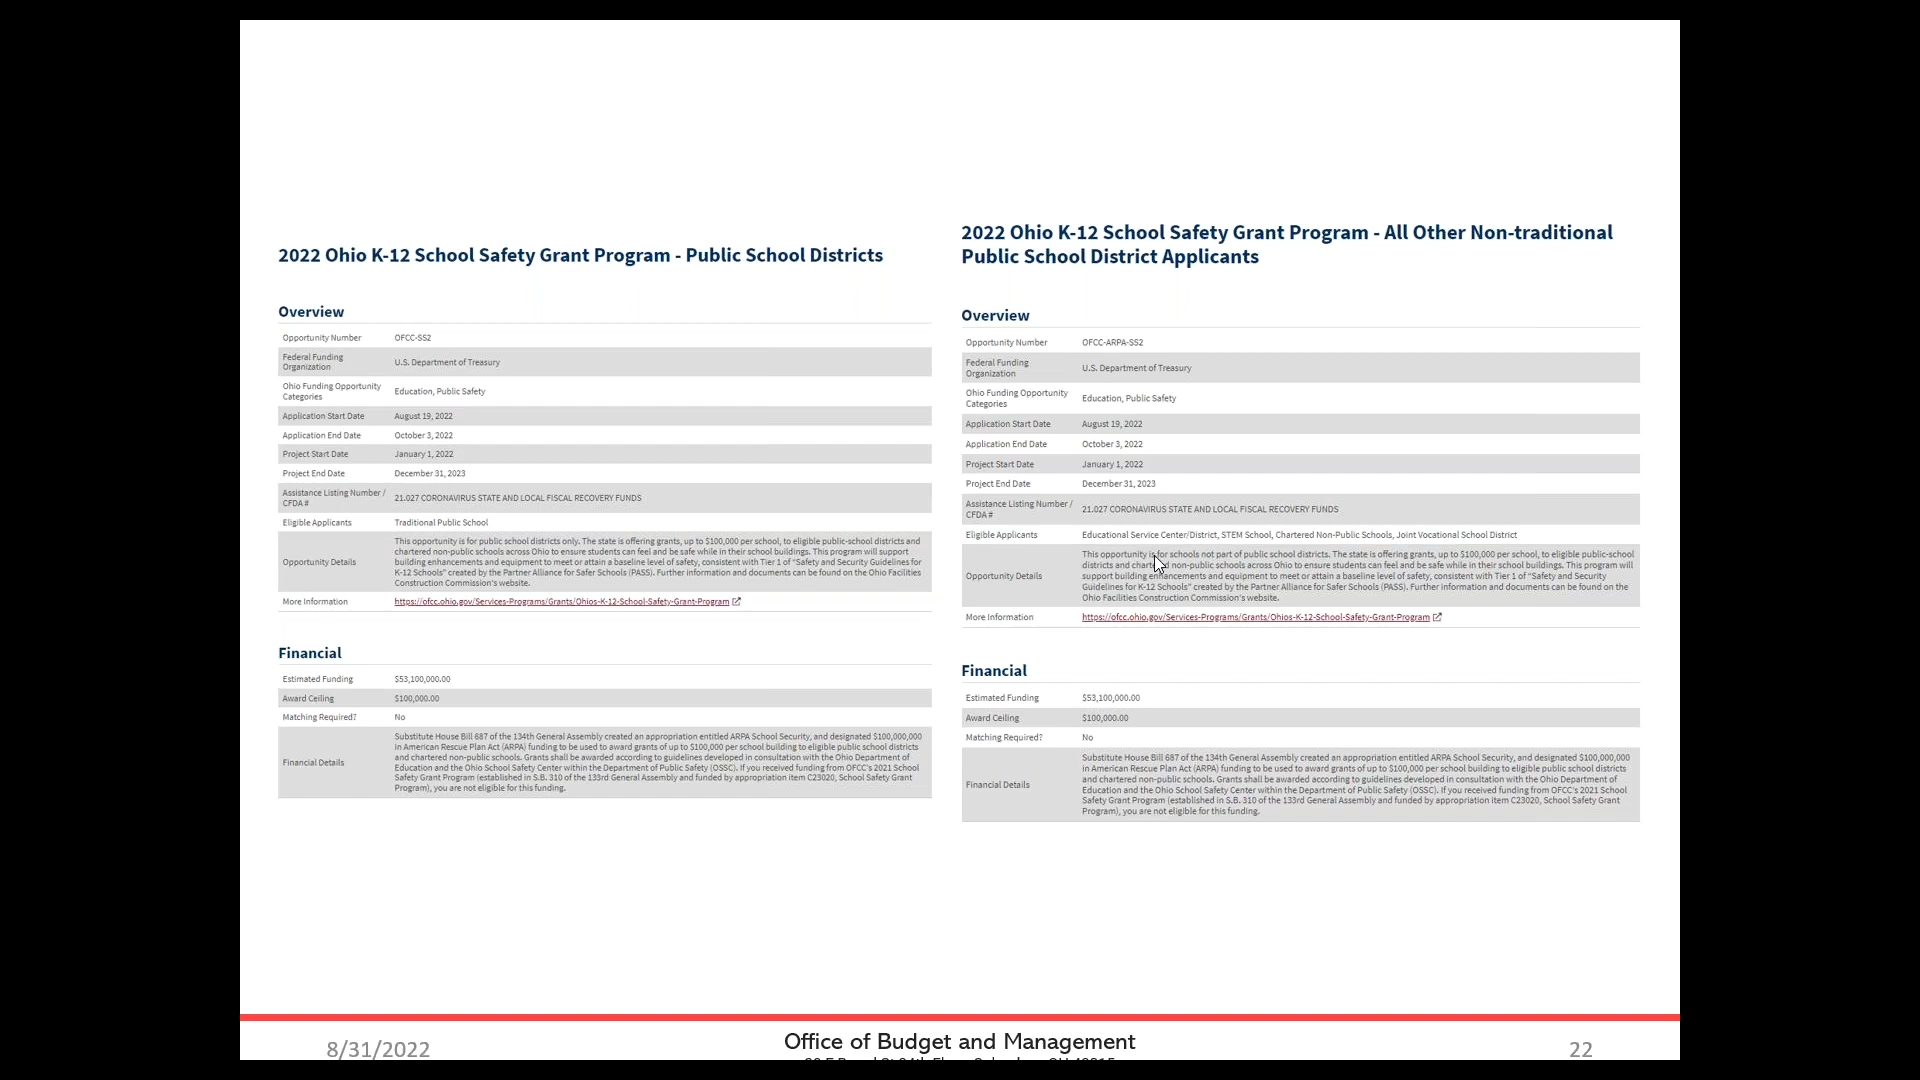 2022 Ohio K-12 School Safety Grant Program - Public School Districts
Overview
Opportunity Number OFCC-SS2
Federal Funding
Organization
U.S. Department of Treasury
Ohio Funding Opportunity
Categories
Education, Public Safety
Application Start Date August 19, 2022
Application End Date October 3, 2022
Project Start Date January 1, 2022
Project End Date December 31, 2023
Assistance Listing Number /
CFDA #
21.027 CORONAVIRUS STATE AND LOCAL FISCAL RECOVERY FUNDS
Eligible Applicants Traditional Public School
Opportunity Details
This opportunity is for public school districts only. The state is offering grants, up to $100,000 per school, to eligible public-school districts and
chartered non-public schools across Ohio to ensure students can feel and be safe while in their school buildings. This program will support
building enhancements and equipment to meet or attain a baseline level of safety, consistent with Tier 1 of "Safety and Security Guidelines for
K-12 Schools" created by the Partner Alliance for Safer Schools (PASS). Further information and documents can be found on the Ohio Facilities
Construction Commission's website.
More Information https://ofcc.ohio.gov/Services-Programs/Grants/Ohios-K-12-School-Safety-Grant-Program
Financial
Estimated Funding $53,100,000.00
Award Ceiling $100,000.00
Matching Required? No
Financial Details
Substitute House Bill 687 of the 134th General Assembly created an appropriation entitled ARPA School Security, and designated $100,000,000
in American Rescue Plan Act (ARPA) funding to be used to award grants of up to $100,000 per school building to eligible public school districts
and chartered non-public schools. Grants shall be awarded according to guidelines developed in consultation with the Ohio Department of
Education and the Ohio School Safety Center within the Department of Public Safety (OSSC). If you received funding from OFCC's 2021 School
Safety Grant Program (established in S.B. 310 of the 133rd General Assembly and funded by appropriation item C23020, School Safety Grant
Program), you are not eligible for this funding.
2022 Ohio K-12 School Safety Grant Program - All Other Non-traditional
Public School District Applicants
Overview
Opportunity Number OFCC-ARPA-SS2
Federal Funding
Organization
U.S. Department of Treasury
Ohio Funding Opportunity
Categories
Education, Public Safety
Application Start Date August 19, 2022
Application End Date October 3, 2022
Project Start Date January 1, 2022
Project End Date December 31, 2023
Assistance Listing Number /
CFDA #
21.027 CORONAVIRUS STATE AND LOCAL FISCAL RECOVERY FUNDS
Eligible Applicants Educational Service Center/District, STEM School, Chartered Non-Public Schools, Joint Vocational School District
Opportunity Details
This opportunity is for schools not part of public school districts. The state is offering grants, up to $100,000 per school, to eligible public-school
districts and chartered non-public schools across Ohio to ensure students can feel and be safe while in their school buildings. This program will
support building enhancements and equipment to meet or attain a baseline level of safety, consistent with Tier 1 of "Safety and Security
Guidelines for K-12 Schools" created by the Partner Alliance for Safer Schools (PASS). Further information and documents can be found on the
Ohio Facilities Construction Commission's website.
More Information https://ofcc.ohio.gov/Services-Programs/Grants/Ohios-K-12-School-Safety-Grant-Program
Financial
Estimated Funding $53,100,000.00
Award Ceiling $100,000.00
Matching Required? No
Financial Details
Substitute House Bill 687 of the 134th General Assembly created an appropriation entitled ARPA School Security, and designated $100,000,000
in American Rescue Plan Act (ARPA) funding to be used to award grants of up to $100,000 per school building to eligible public school districts
and chartered non-public schools. Grants shall be awarded according to guidelines developed in consultation with the Ohio Department of
Education and the Ohio School Safety Center within the Department of Public Safety (OSSC). If you received funding from OFCC's 2021 School
Safety Grant Program (established in S.B. 310 of the 133rd General Assembly and funded by appropriation item C23020, School Safety Grant
Program), you are not eligible for this funding.
8/31/2022
Office of Budget and Management
22